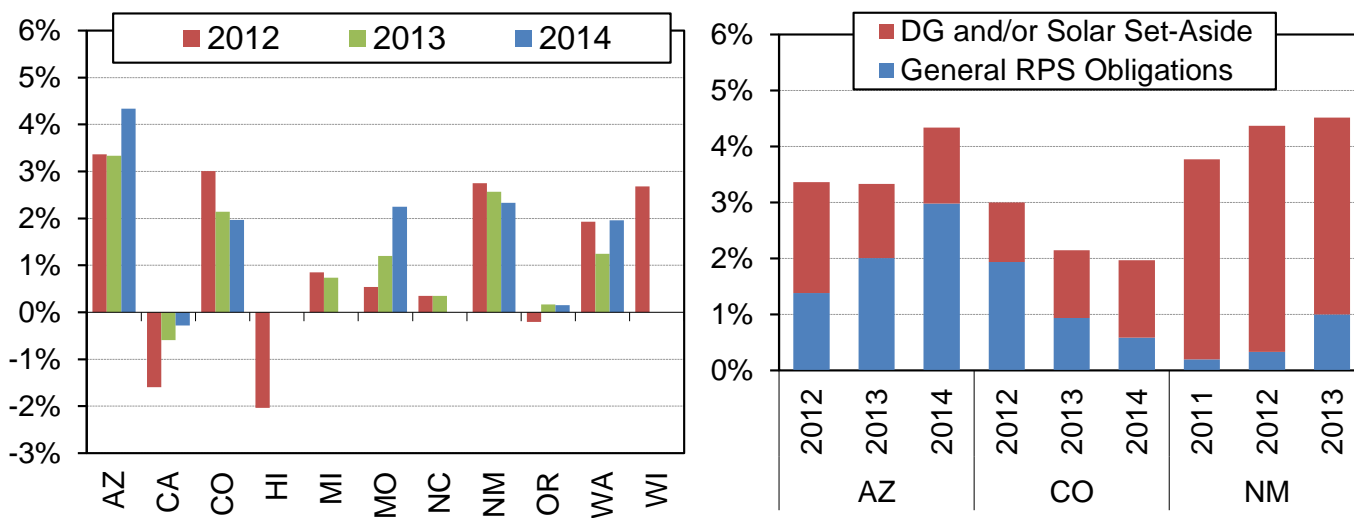 2012 2013 2014
6%
5%
4%
3%
2%
1%
0%
-1%
-2%
-3%
AZ CA CO HI MI MO NC NM OR WA WI
DG and/or Solar Set-Aside
General RPS Obligations
6%
5%
4%
3%
2%
1%
0%
2012 2013 2014 2012 2013 2014 2011 2012 2013
AZ CO NM